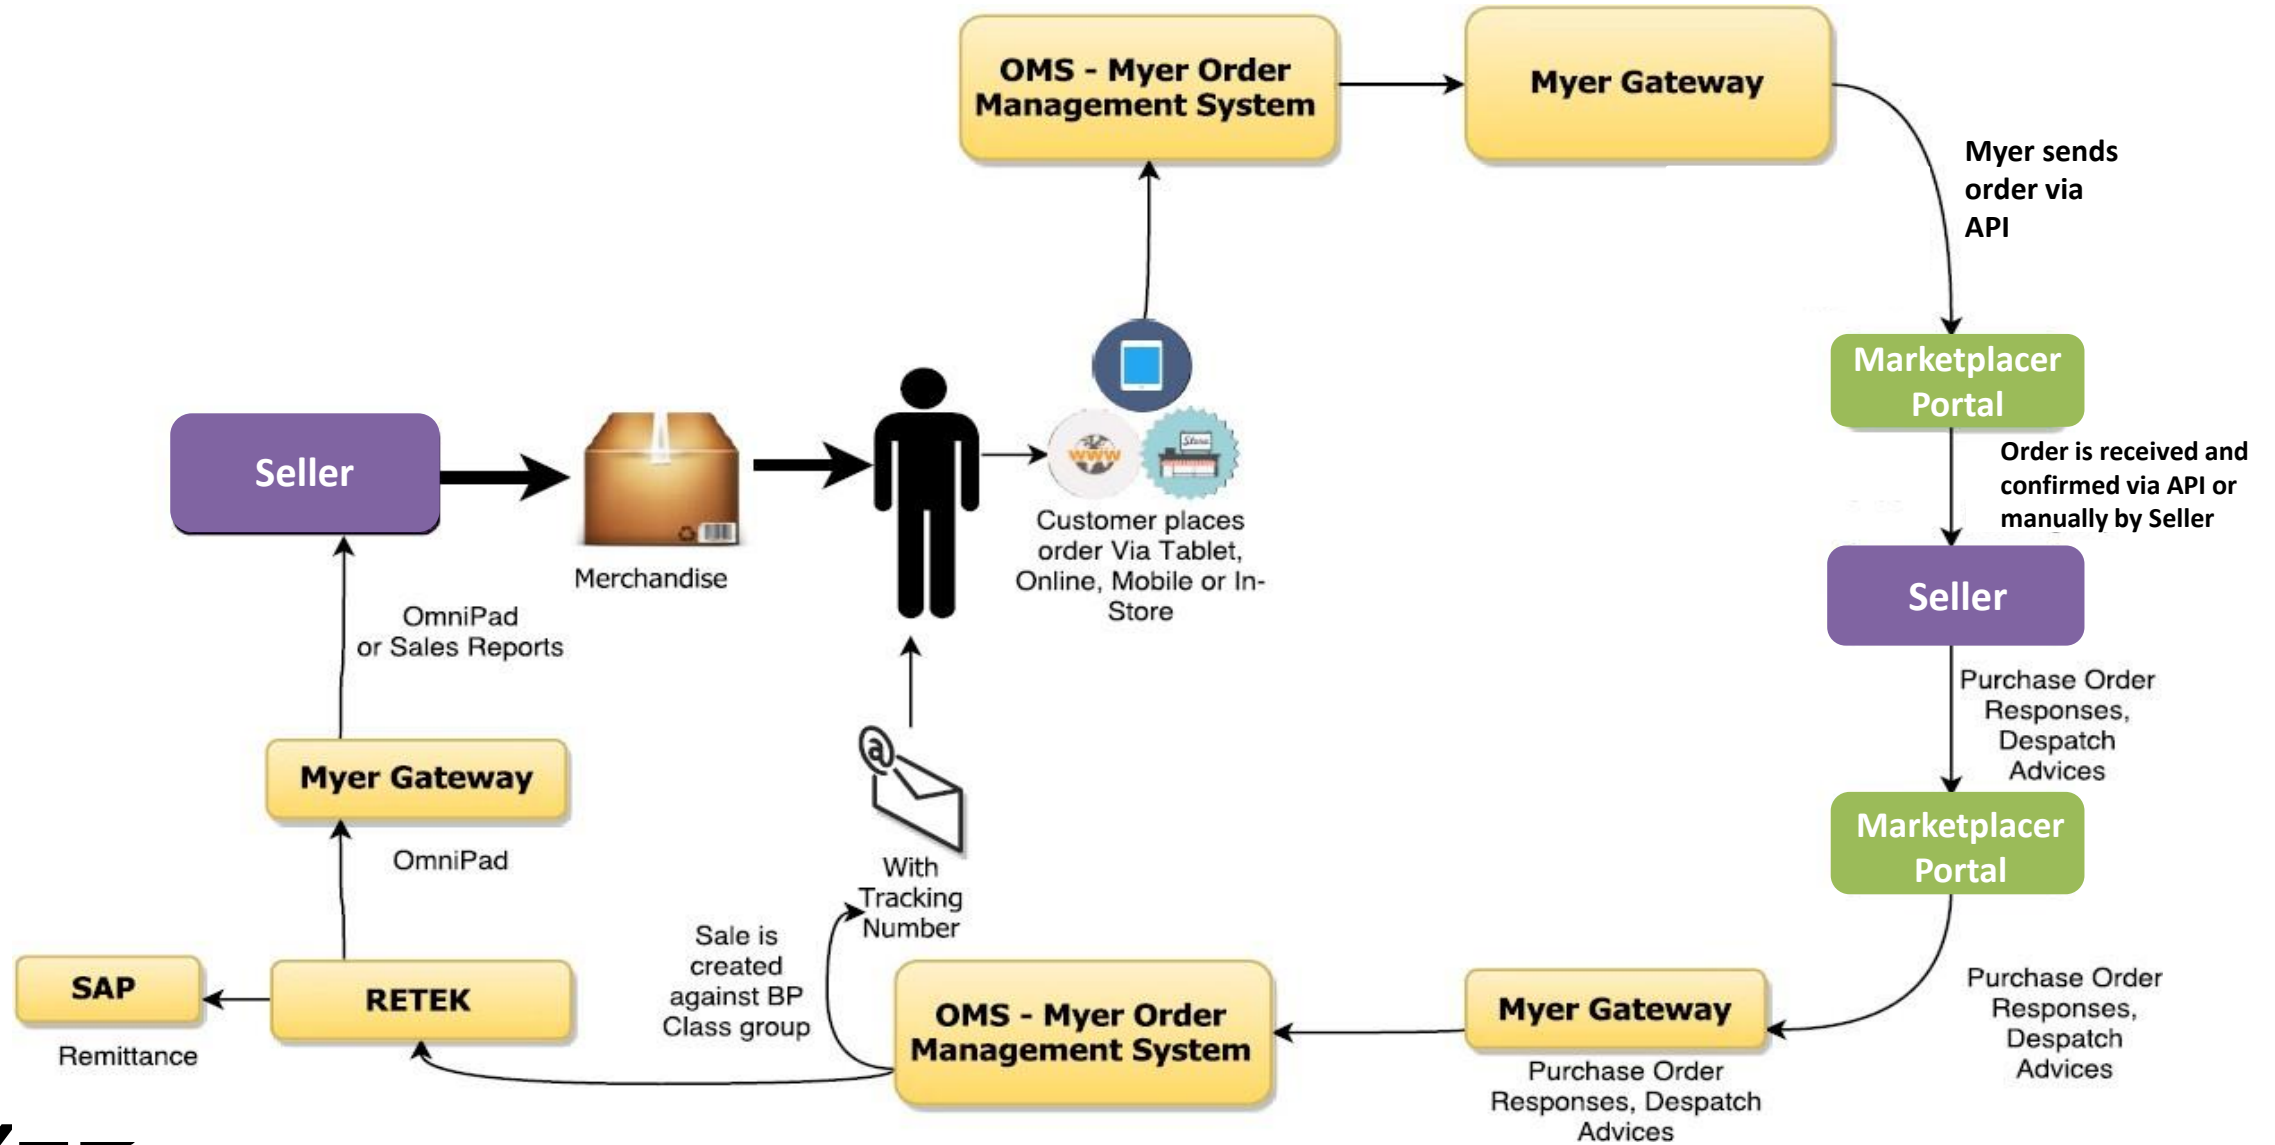 OMS - Myer Order
Management System
Myer Gateway
Myer sends
order via
API
Marketplacer
Portal
Order is received and
confirmed via API or
manually by Seller
Seller
Purchase Order
Responses,
Despatch
Advices
Marketplacer
Portal
Purchase Order
Responses,
Despatch
Advices
Myer Gateway
Purchase Order
Responses, Despatch
Advices
OMS - Myer Order
Management System
Sale is
created
against BP
Class group
With
Tracking
Number
RETEK
SAP
Remittance
OmniPad
Myer Gateway
OmniPad
or Sales Reports
Seller
Merchandise
www
Store
Customer places
order Via Tablet,
Online, Mobile or In-
Store